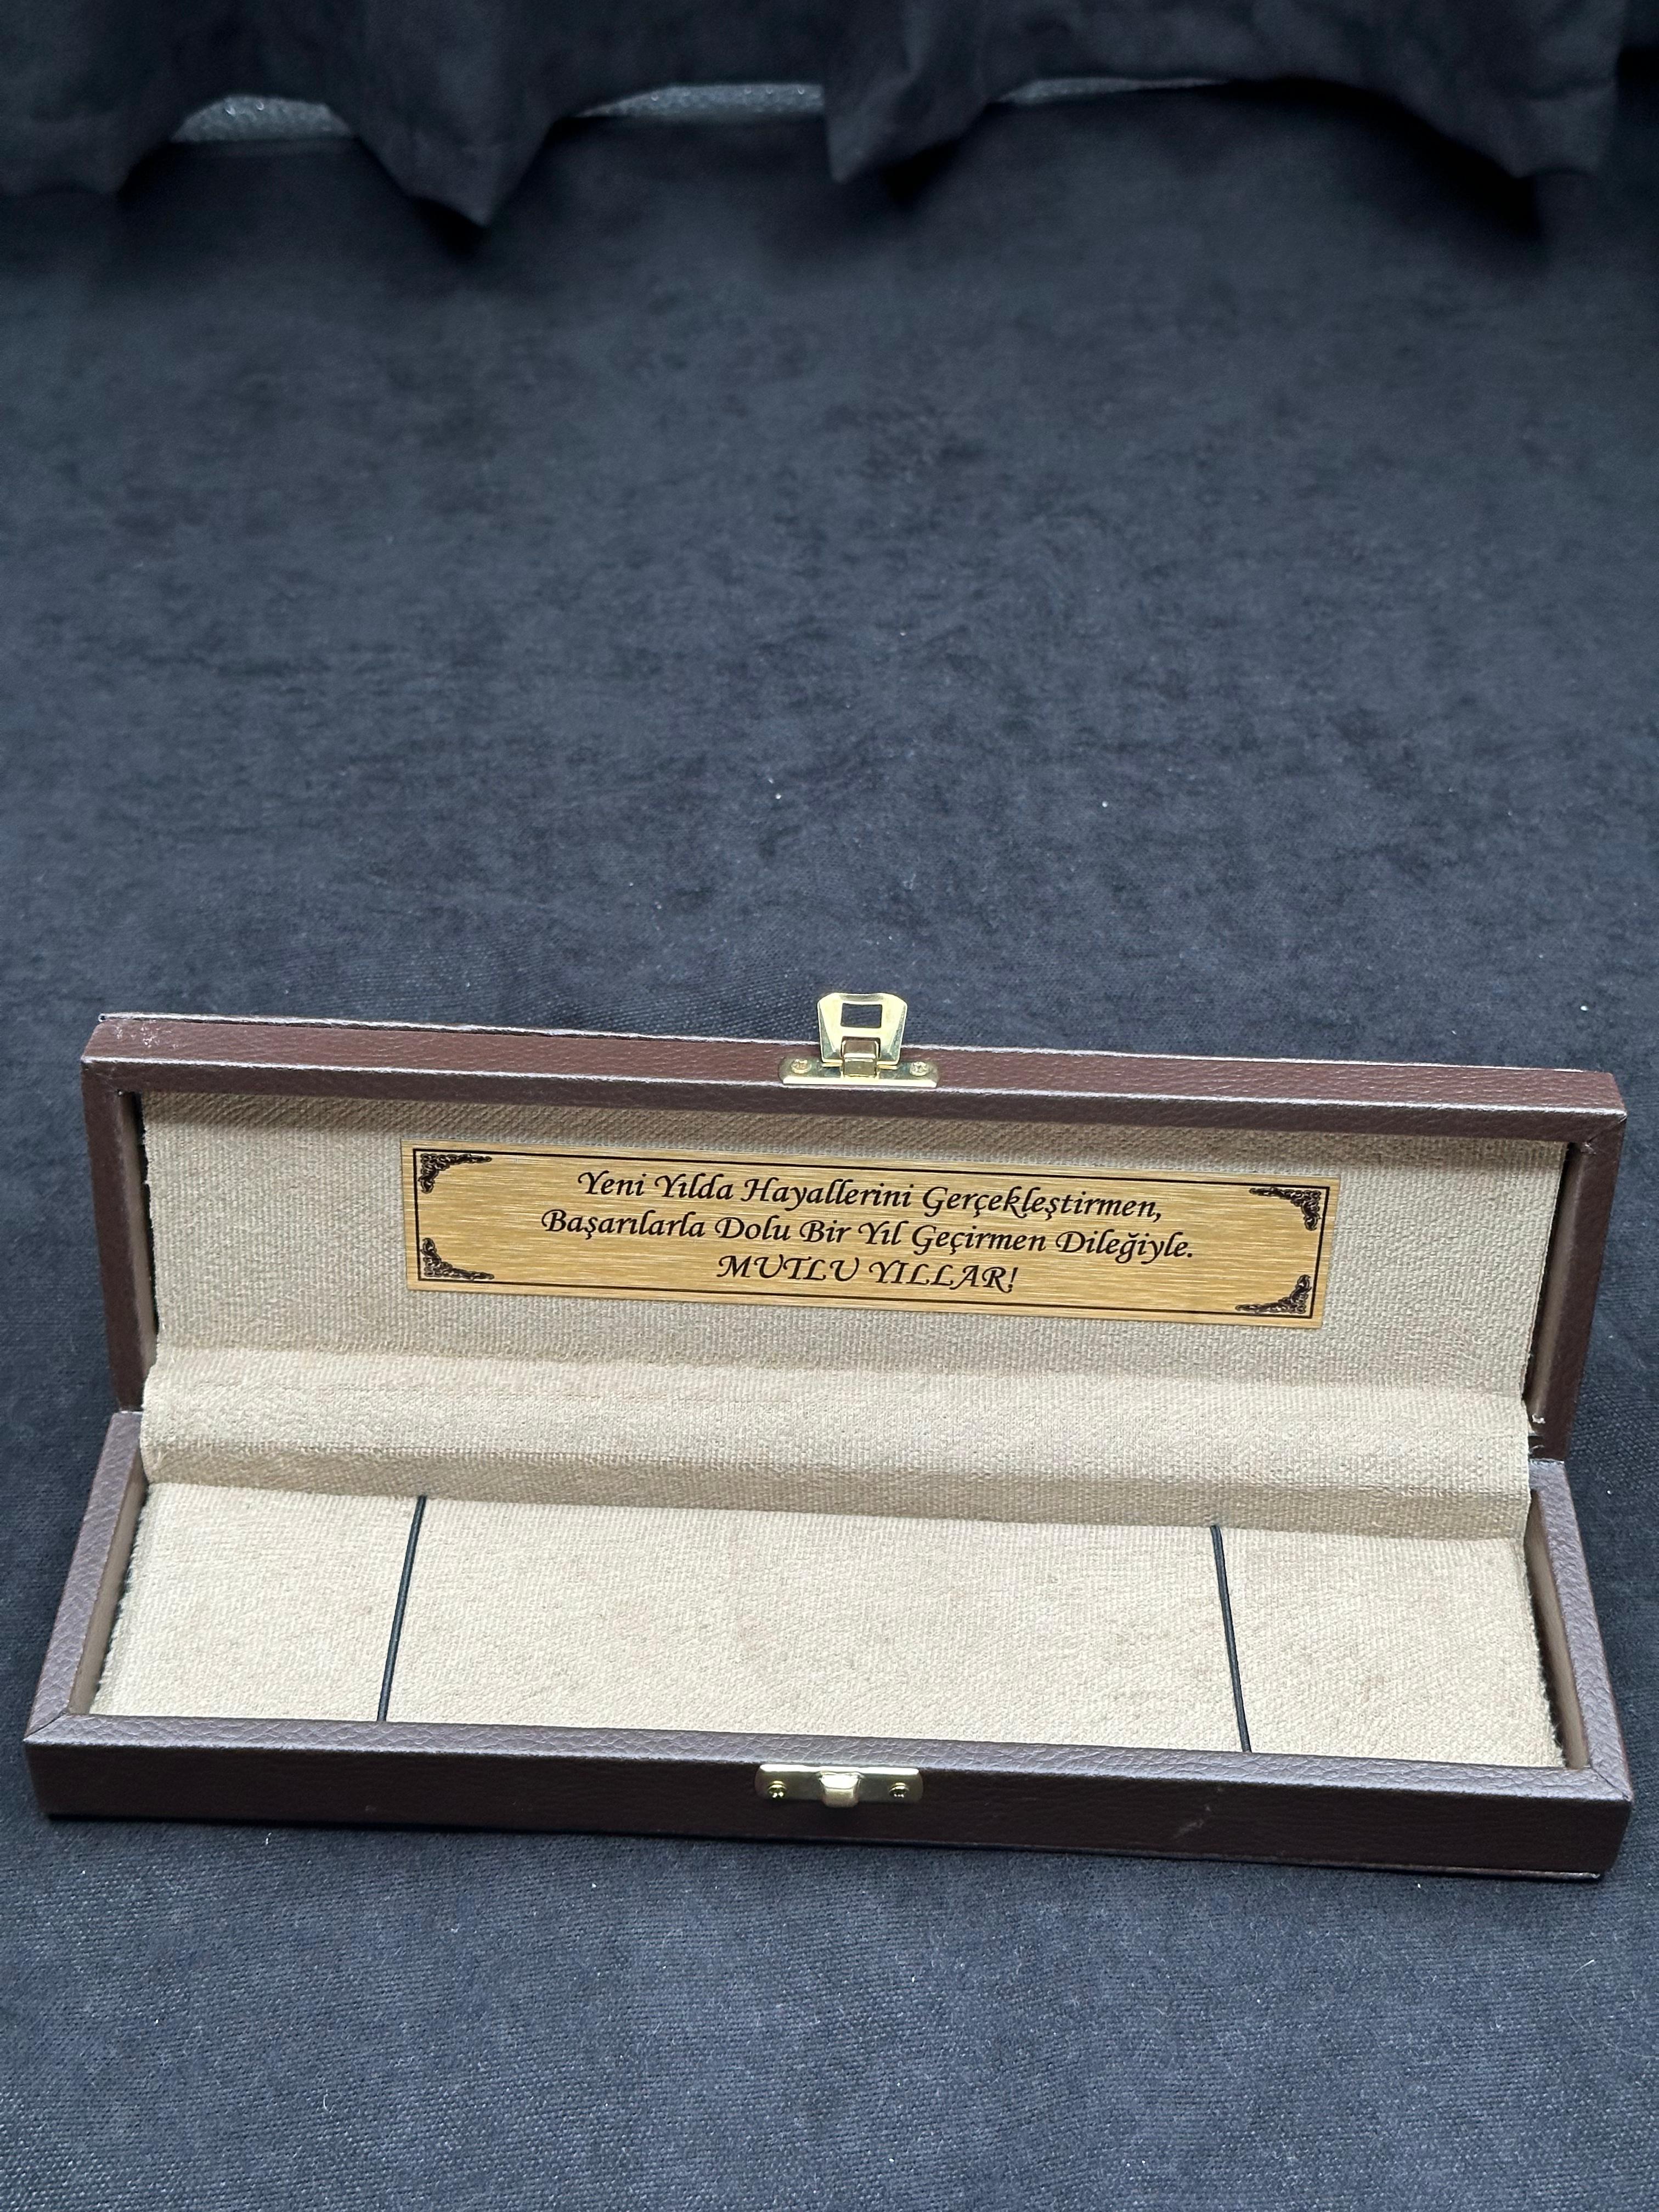 Yeni Yılda Hayallerini Gerçekleştirmen,
Başarılarla Dolu Bir Yıl Geçirmen Dileğiyle.
MUTLU YILLAR!